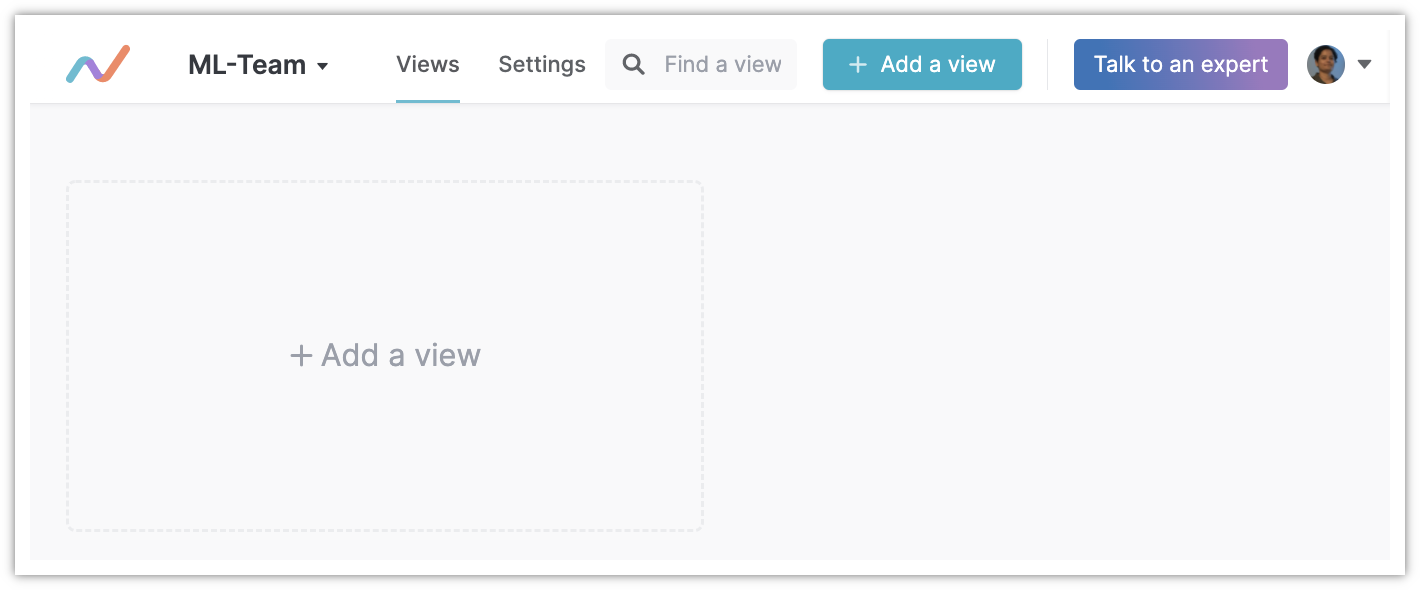 ML-Team
Views
Settings
Find a view
+ Add a view
Talk to an expert
+ Add a view